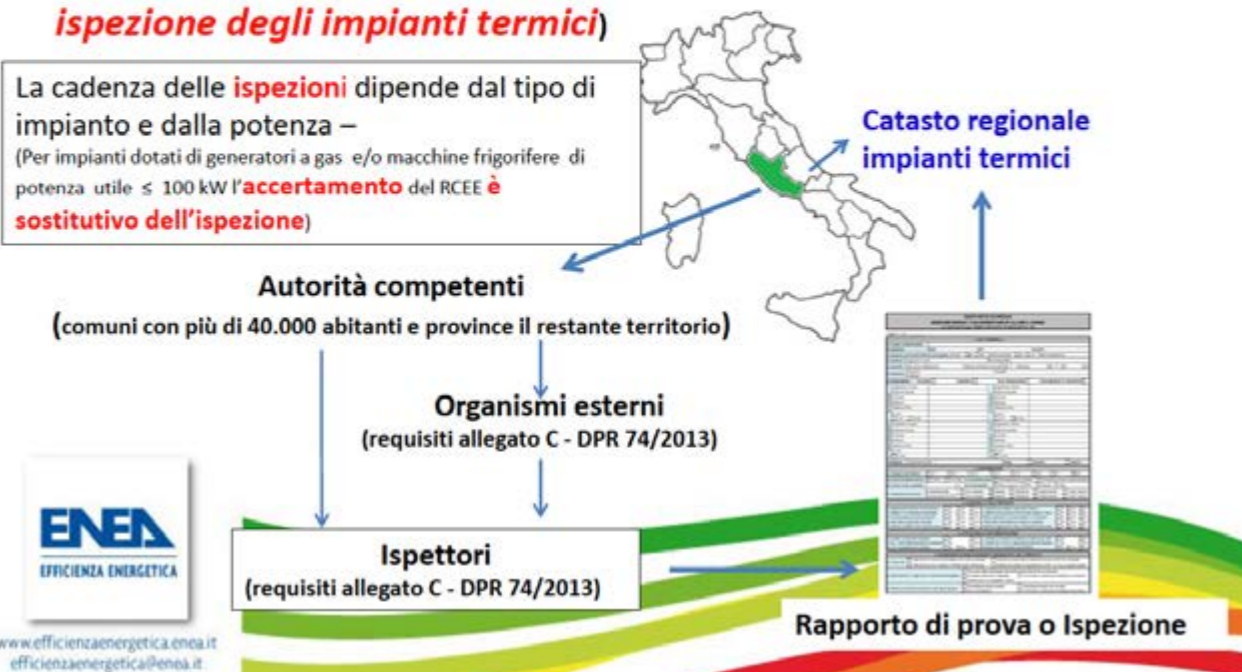 ispezione degli impianti termici)
La cadenza delle ispezioni dipende dal tipo di
impianto e dalla potenza –
(Per impianti dotati di generatori a gas e/o macchine frigorifere di
potenza utile ≤ 100 kW l'accertamento del RCEE è
sostitutivo dell'ispezione)
Catasto regionale
impianti termici
Autorità competenti
(comuni con più di 40.000 abitanti e province il restante territorio)
Organismi esterni
(requisiti allegato C - DPR 74/2013)
ENEA
EFFICIENZA ENERGETICA
Ispettori
(requisiti allegato C - DPR 74/2013)
Rapporto di prova o Ispezione
www.efficienzaenergetica.enea.it
efficienzaenergetica@enea.it